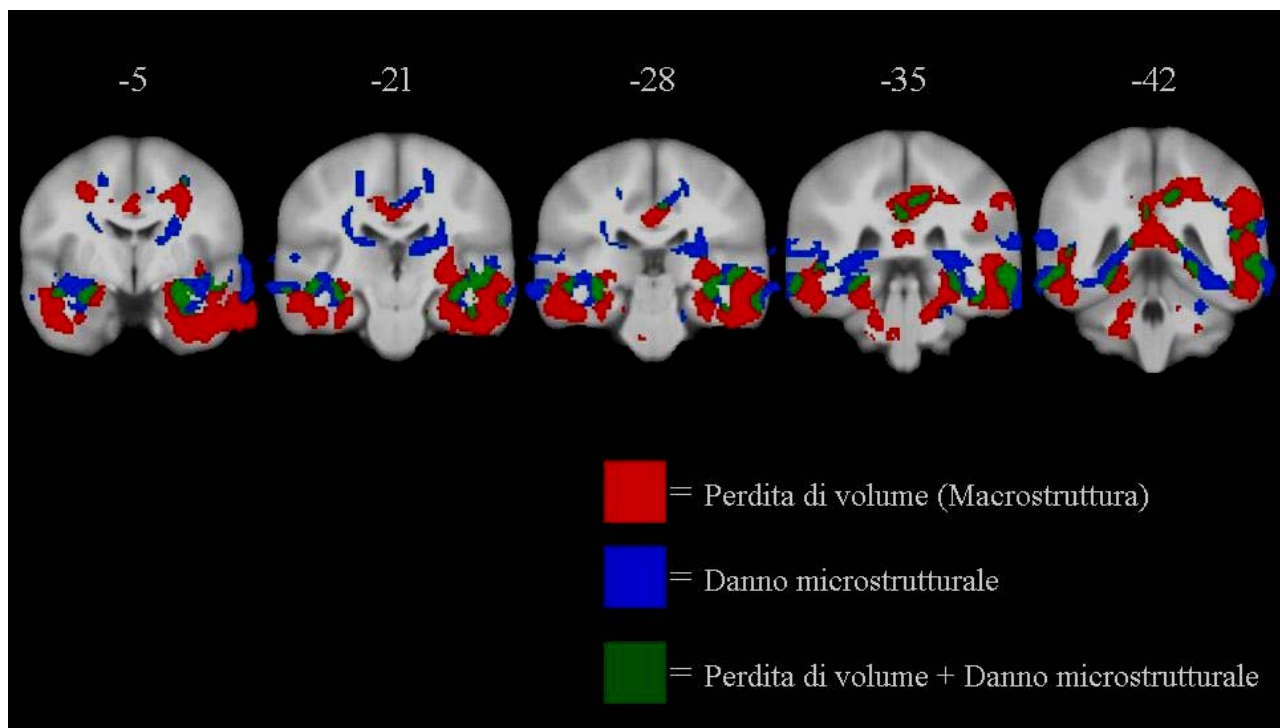 -5 -21 -28 -35 -42
= Perdita di volume (Macrostruttura)
= Danno microstrutturale
= Perdita di volume + Danno microstrutturale